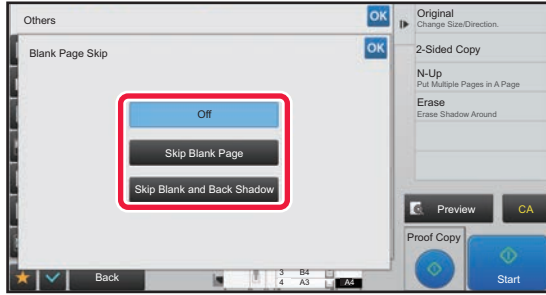 Others
OK
Blank Page Skip
OK
Off
Skip Blank Page
Skip Blank and Back Shadow
Back
3 B4
4 A3
A4
Original
Change Size/Direction.
2-Sided Copy
N-Up
Put Multiple Pages in A Page
Erase
Erase Shadow Around
Preview
CA
Proof Copy
Start